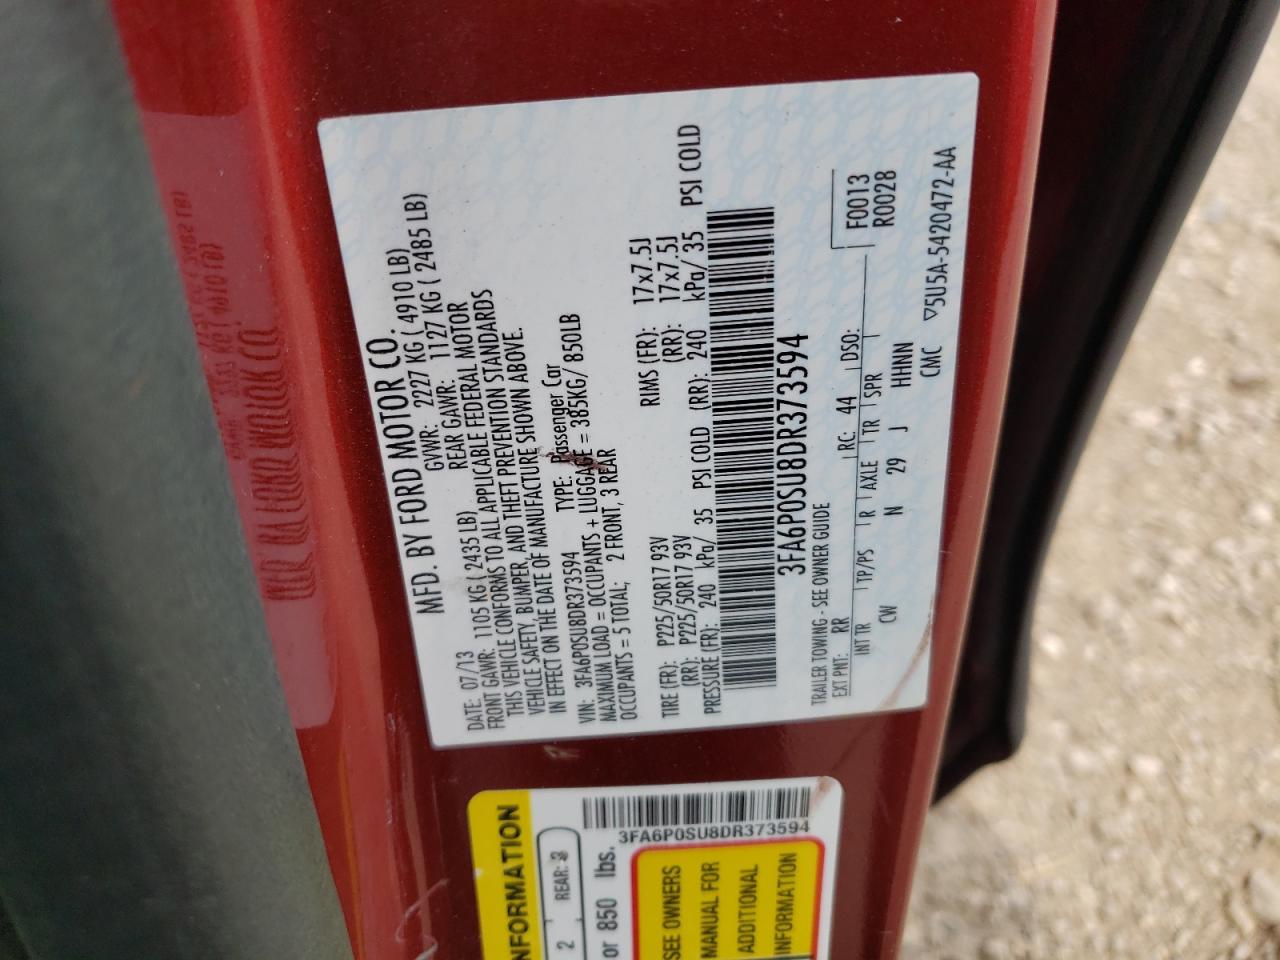 MFD. BY FORD MOTOR CO.
DATE: 07/13 GVWR: 2227 KG ( 4910 LB)
FRONT GAWR: 1105 KG ( 2435 LB) REAR GAWR: 1127 KG ( 2485 LB)
THIS VEHICLE CONFORMS TO ALL APPLICABLE FEDERAL MOTOR
VEHICLE SAFETY, BUMPER, AND THEFT PREVENTION STANDARDS
IN EFFECT ON THE DATE OF MANUFACTURE SHOWN ABOVE.
VIN: 3FA6P0SU8DR373594 TYPE: Passenger Car
MAXIMUM LOAD = OCCUPANTS + LUGGAGE = 385KG/ 850LB
OCCUPANTS = 5 TOTAL; 2 FRONT, 3 REAR
TIRE (FR): P225/50R17 93V RIMS (FR): 17x7.5J
(RR): P225/50R17 93V (RR): 17x7.5J
PRESSURE (FR): 240 kPa/ 35 PSI COLD (RR): 240 kPa/ 35 PSI COLD
3FA6P0SU8DR373594
TRAILER TOWING - SEE OWNER GUIDE
EXT PNT: RR RC: 44 DSO: F0013
R0028
INT TR TP/PS R AXLE TR SPR
CW N 29 J HHNN
CMC ▽5U5A-5420472-AA
3FA6P0SU8DR373594
NFORMATION
2 REAR: 3
or 850 lbs.
SEE OWNERS
MANUAL FOR
ADDITIONAL
INFORMATION